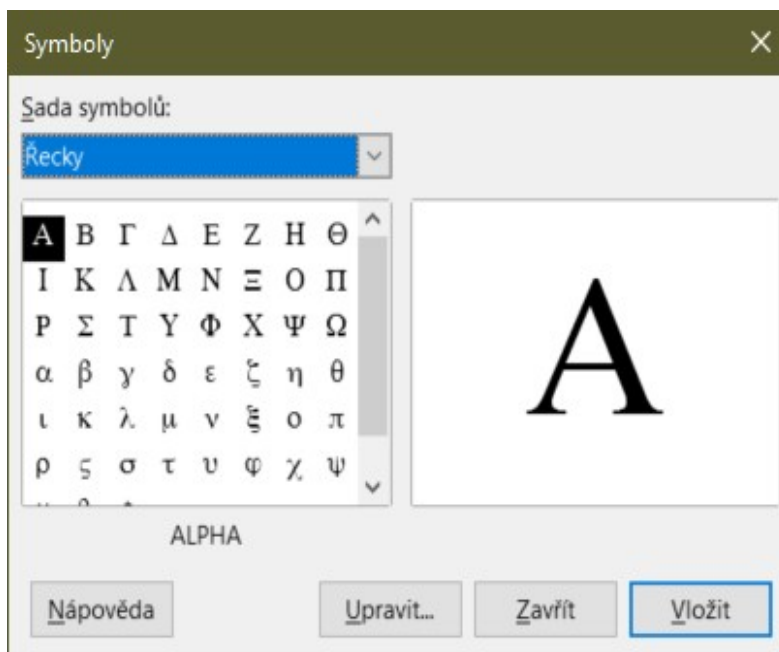 Symboly
Sada symbolů:
Řecky
Α Β Γ Δ Ε Ζ Η Θ
Ι Κ Λ Μ Ν Ξ Ο Π
Ρ Σ Τ Υ Φ Χ Ψ Ω
α β γ δ ε ζ η θ
ι κ λ μ ν ξ ο π
ρ ς σ τ υ φ χ ψ
Α
ALPHA
Nápověda
Upravit...
Zavřít
Vložit